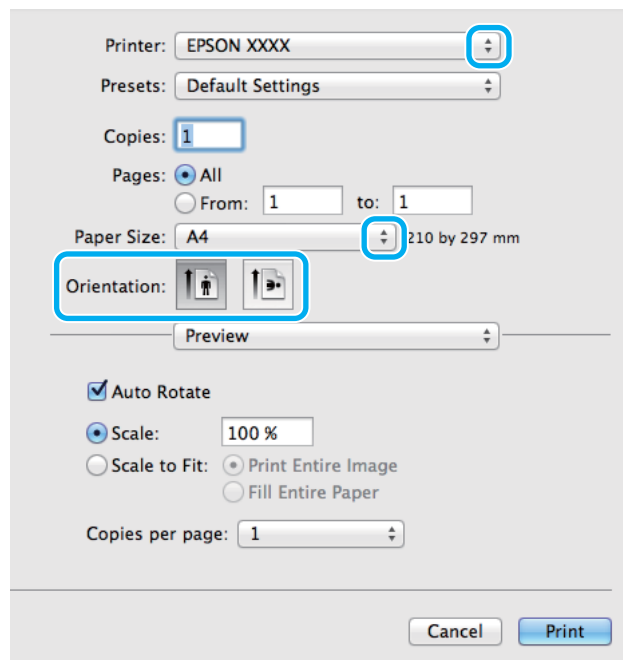 Printer: EPSON XXXX
Presets: Default Settings
Copies: 1
Pages: All
From: 1 to: 1
Paper Size: A4 210 by 297 mm
Orientation:
Preview
Auto Rotate
Scale: 100 %
Scale to Fit: Print Entire Image
Fill Entire Paper
Copies per page: 1
Cancel Print